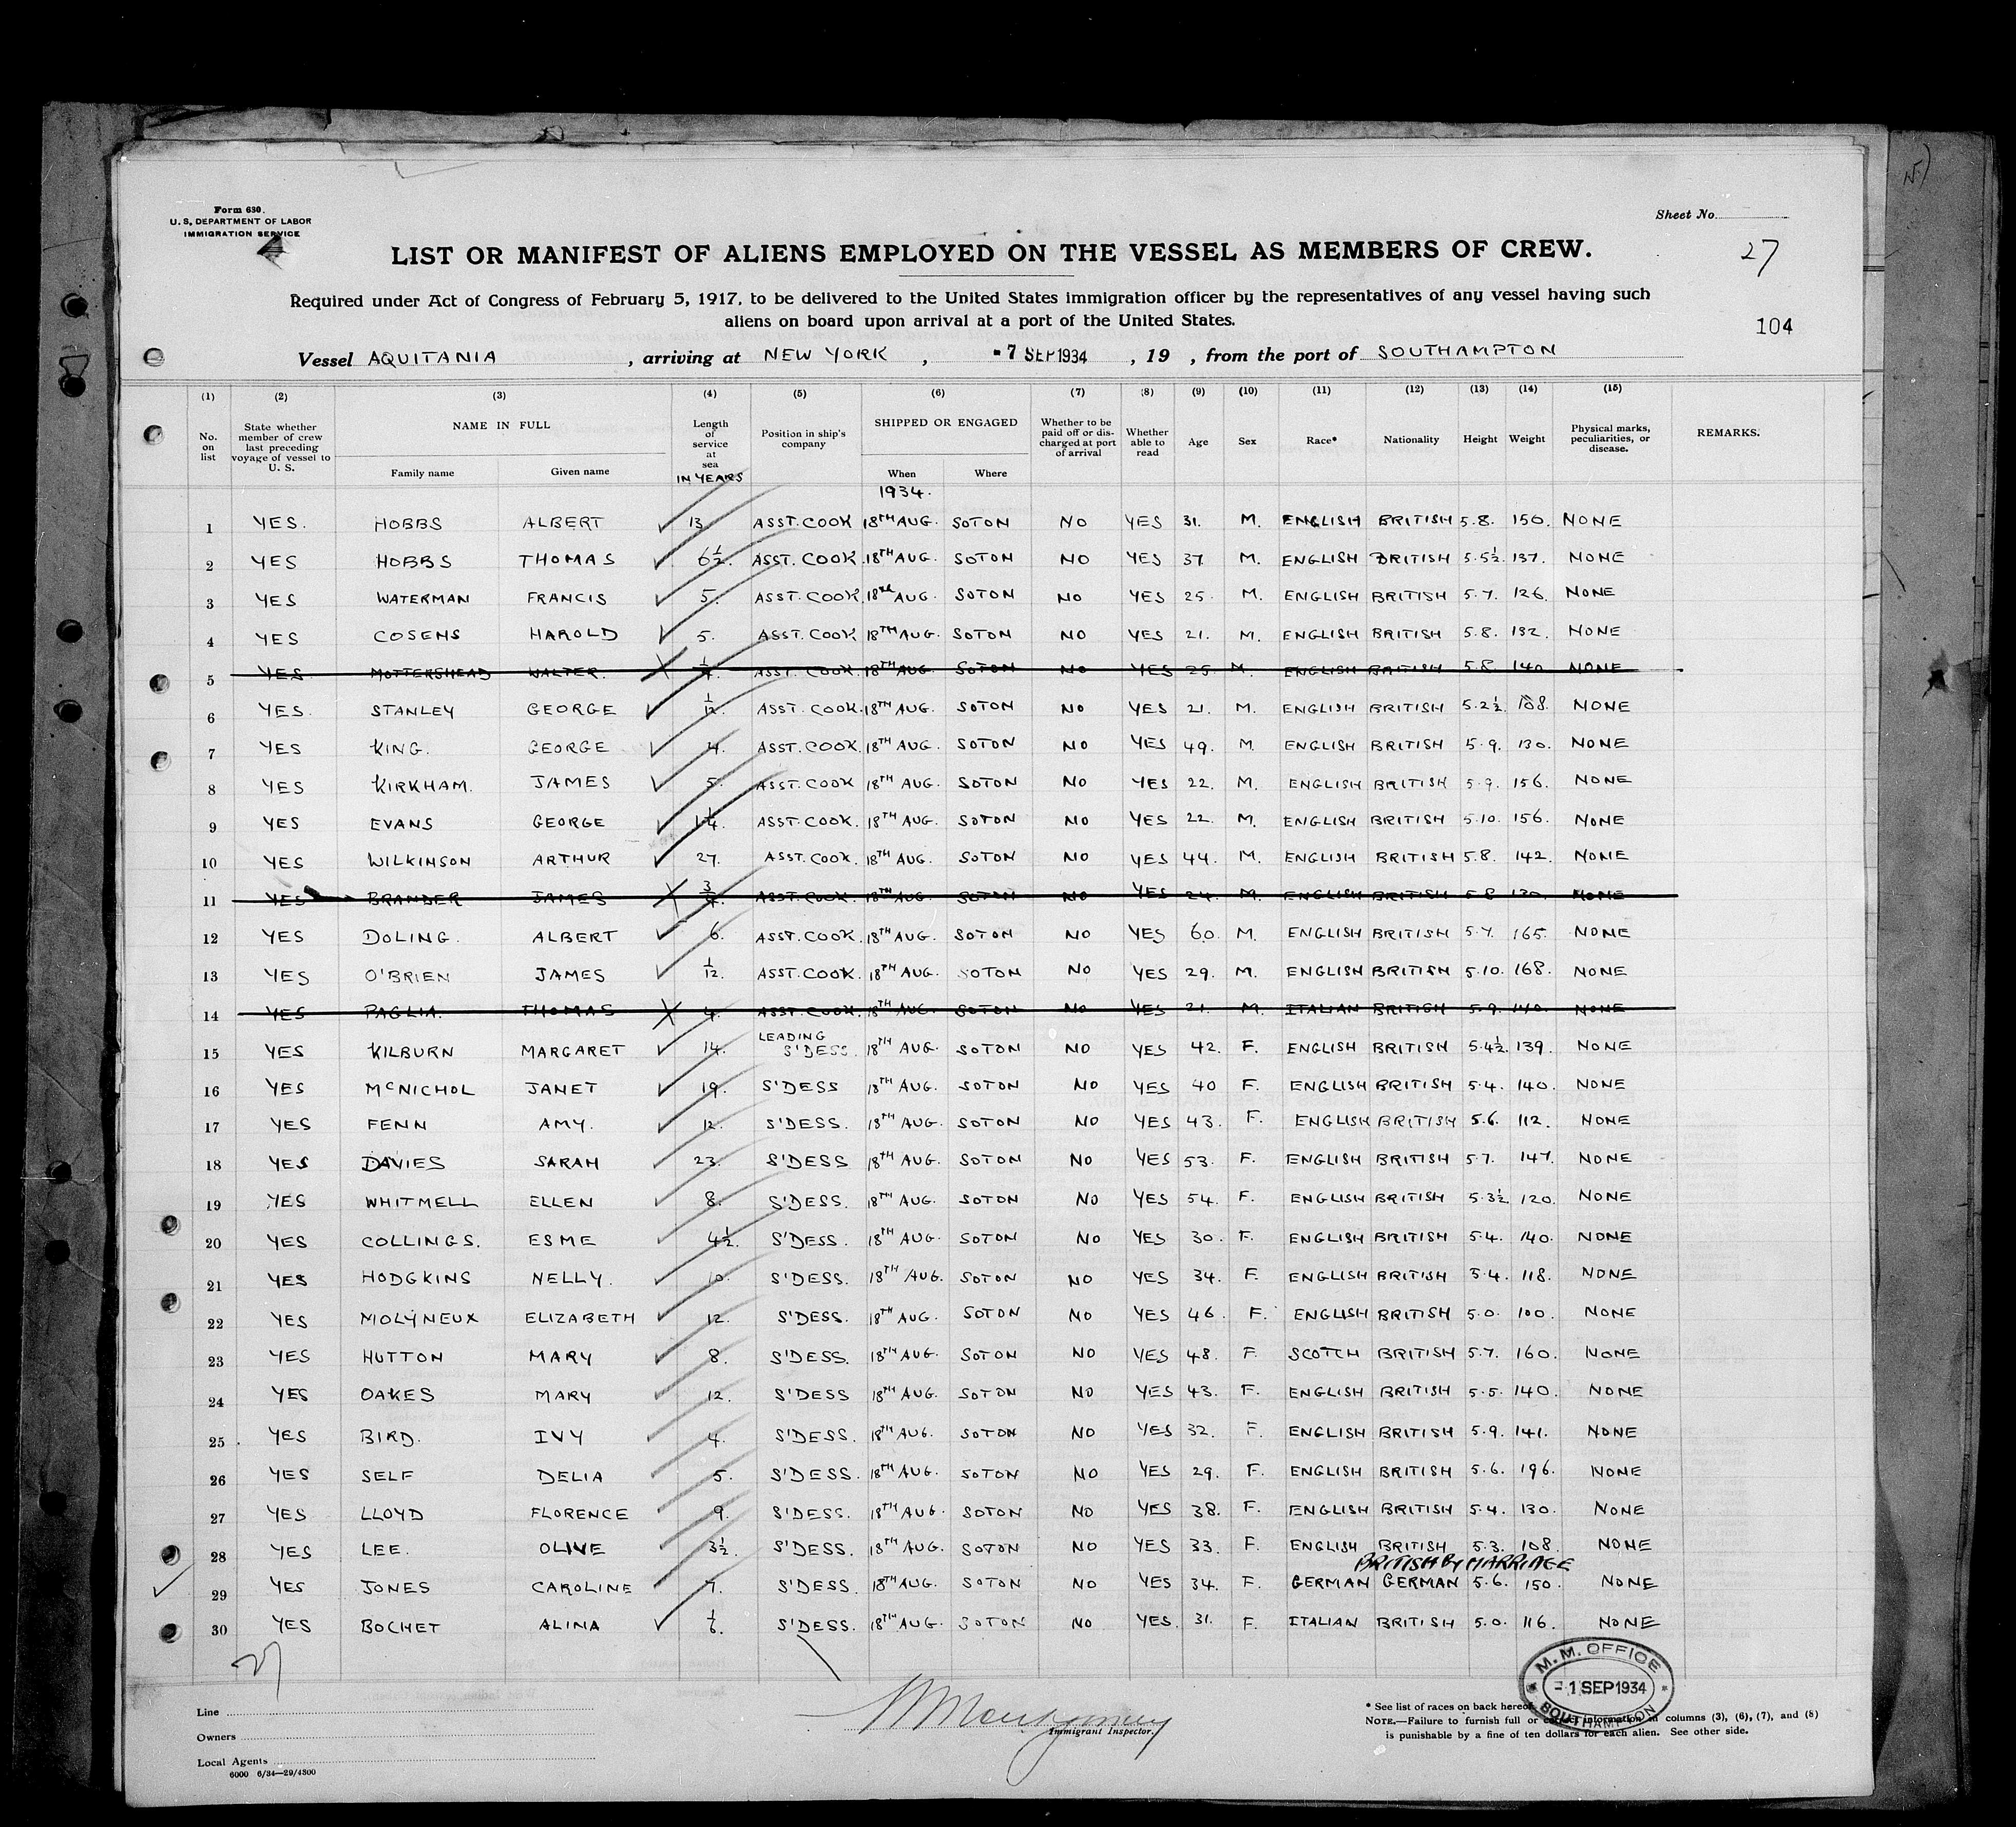 Form 680.
U. S. DEPARTMENT OF LABOR
IMMIGRATION SERVICE
Sheet No.
27
LIST OR MANIFEST OF ALIENS EMPLOYED ON THE VESSEL AS MEMBERS OF CREW.
Required under Act of Congress of February 5, 1917, to be delivered to the United States immigration officer by the representatives of any vessel having such
aliens on board upon arrival at a port of the United States.
104
Vessel AQUITANIA , arriving at NEW YORK , -7 SEP 1934 , 19 , from the port of SOUTHAMPTON
(1) (2) (3) (4) (5) (6) (7) (8) (9) (10) (11) (12) (13) (14) (15)
No. on list State whether member of crew last preceding voyage of vessel to U. S. NAME IN FULL Family name Given name Length of service at sea IN YEARS Position in ship's company SHIPPED OR ENGAGED When Where Whether to be paid off or discharged at port of arrival Whether able to read Age Sex Race* Nationality Height Weight Physical marks, peculiarities, or disease. REMARKS.
1934.
1 YES. HOBBS ALBERT 13. ASST. COOK 18TH AUG. SOTON NO YES 31. M. ENGLISH BRITISH 5.8. 150. NONE
2 YES HOBBS THOMAS 6½. ASST. COOK. 18TH AUG. SOTON NO YES 37 M. ENGLISH BRITISH 5.5½. 137. NONE
3 YES WATERMAN FRANCIS 5. ASST. COOK. 18TH AUG. SOTON NO YES 25. M. ENGLISH BRITISH 5.7. 126. NONE
4 YES COSENS HAROLD 5. ASST. COOK 18TH AUG. SOTON NO YES 21. M. ENGLISH BRITISH 5.8. 132. NONE
5 YES MOTTERSHEAD WALTER. ASST. COOK. 18TH AUG SOTON NO YES 25 M. ENGLISH BRITISH 5.8. 140 NONE
6 YES. STANLEY GEORGE 1/12. ASST. COOK. 18TH AUG. SOTON NO YES 21. M. ENGLISH BRITISH 5.2½. 108. NONE
7 YES KING. GEORGE 4. ASST. COOK. 18TH AUG. SOTON NO YES 49. M. ENGLISH BRITISH 5.9. 130. NONE
8 YES KIRKHAM. JAMES 5. ASST. COOK 18TH AUG. SOTON NO YES 22. M. ENGLISH BRITISH 5.9. 156. NONE
9 YES EVANS GEORGE 1¼. ASST. COOK. 18TH AUG. SOTON NO YES 22. M. ENGLISH BRITISH 5.10. 156. NONE
10 YES WILKINSON ARTHUR 27. ASST. COOK. 18TH AUG. SOTON NO YES 44. M. ENGLISH BRITISH 5.8. 142. NONE
11 YES BRANDER JAMES ¾. ASST. COOK. 18TH AUG SOTON NO YES 24. M. ENGLISH BRITISH 5.8 130. NONE
12 YES DOLING. ALBERT 6. ASST. COOK. 18TH AUG. SOTON NO YES 60. M. ENGLISH BRITISH 5.7. 165. NONE
13 YES O'BRIEN JAMES 1/12. ASST. COOK. 18TH AUG. SOTON NO YES 29. M. ENGLISH BRITISH 5.10. 168. NONE
14 YES PAGLIA. THOMAS 4. ASST. COOK. 18TH AUG. SOTON NO YES 21. M. ITALIAN BRITISH 5.9. 140. NONE
15 YES KILBURN MARGARET 14. LEADING S'DESS. 18TH AUG. SOTON NO YES 42. F. ENGLISH BRITISH 5.4½. 139. NONE
16 YES McNICHOL JANET 19. S'DESS 18TH AUG. SOTON NO YES 40 F. ENGLISH BRITISH 5.4. 140. NONE
17 YES FENN AMY. 12. S'DESS. 18TH AUG. SOTON NO YES 43. F. ENGLISH BRITISH 5.6. 112. NONE
18 YES DAVIES SARAH 23. S'DESS 18TH AUG. SOTON NO YES 53. F. ENGLISH BRITISH 5.7. 147. NONE
19 YES WHITMELL ELLEN 8. S'DESS. 18TH AUG. SOTON NO YES 54. F. ENGLISH BRITISH 5.3½ 120. NONE
20 YES COLLINGS. ESME 4½. S'DESS. 18TH AUG. SOTON NO YES 30. F. ENGLISH BRITISH 5.4. 140. NONE
21 YES HODGKINS NELLY. 10. S'DESS. 18TH AUG. SOTON NO YES 34. F. ENGLISH BRITISH 5.4. 118. NONE
22 YES MOLYNEUX ELIZABETH 12. S'DESS. 18TH AUG. SOTON NO YES 46. F. ENGLISH BRITISH 5.0. 100. NONE
23 YES HUTTON MARY 8. S'DESS. 18TH AUG. SOTON NO YES 48. F. SCOTCH BRITISH 5.7. 160. NONE
24 YES OAKES MARY 12. S'DESS 18TH AUG. SOTON NO YES 43. F. ENGLISH BRITISH 5.5. 140. NONE
25 YES BIRD. IVY 4. S'DESS. 18TH AUG. SOTON NO YES 32. F. ENGLISH BRITISH 5.9. 141. NONE
26 YES SELF DELIA 5. S'DESS. 18TH AUG. SOTON NO YES 29. F. ENGLISH BRITISH 5.6. 196. NONE
27 YES LLOYD FLORENCE 9. S'DESS. 18TH AUG. SOTON NO YES 38. F. ENGLISH BRITISH 5.4. 130. NONE
28 YES LEE. OLIVE 3½. S'DESS. 18TH AUG. SOTON NO YES 33. F. ENGLISH BRITISH 5.3. 108. NONE
BRITISH BY MARRIAGE
29 YES JONES CAROLINE 7. S'DESS. 18TH AUG. SOTON NO YES 34. F. GERMAN GERMAN 5.6. 150. NONE
30 YES BOCHET ALINA 1/6. S'DESS. 18TH AUG. SOTON NO YES. 31. F. ITALIAN BRITISH 5.0. 116. NONE
M. M. OFFICE
-1 SEP 1934
SOUTHAMPTON
Line
Owners
Local Agents
6000 6/34—29/4800
Montgomery
Immigrant Inspector.
* See list of races on back hereof.
NOTE.—Failure to furnish full or correct information in columns (3), (6), (7), and (8)
is punishable by a fine of ten dollars for each alien. See other side.